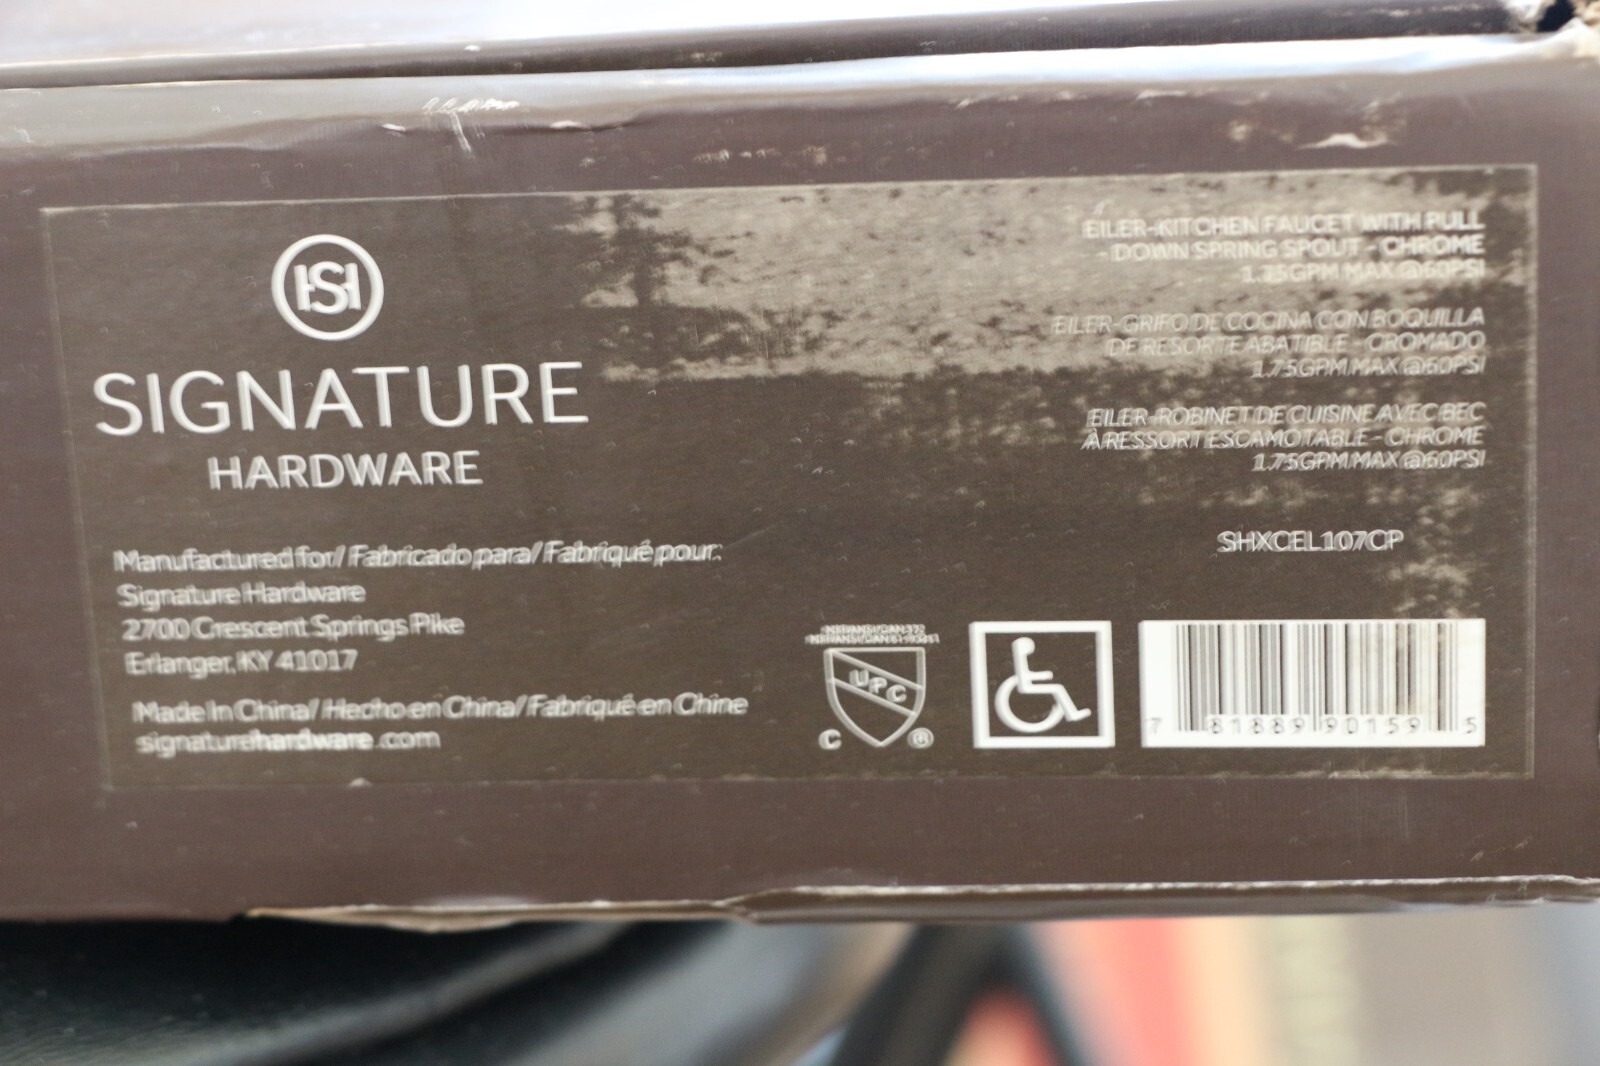 HSH
SIGNATURE
HARDWARE
Manufactured for/ Fabricado para/ Fabriqué pour:
Signature Hardware
2700 Crescent Springs Pike
Erlanger, KY 41017
Made In China/ Hecho en China/ Fabriqué en Chine
signaturehardware.com
EILER-KITCHEN FAUCET WITH PULL
- DOWN SPRING SPOUT - CHROME
1.75GPM MAX @60PSI
EILER-GRIFO DE COCINA CON BOQUILLA
DE RESORTE ABATIBLE - CROMADO
1.75GPM MAX @60PSI
EILER-ROBINET DE CUISINE AVEC BEC
À RESSORT ESCAMOTABLE - CHROME
1.75GPM MAX @60PSI
SHXCEL107CP
UPC
C ®
7 81889 90159 5